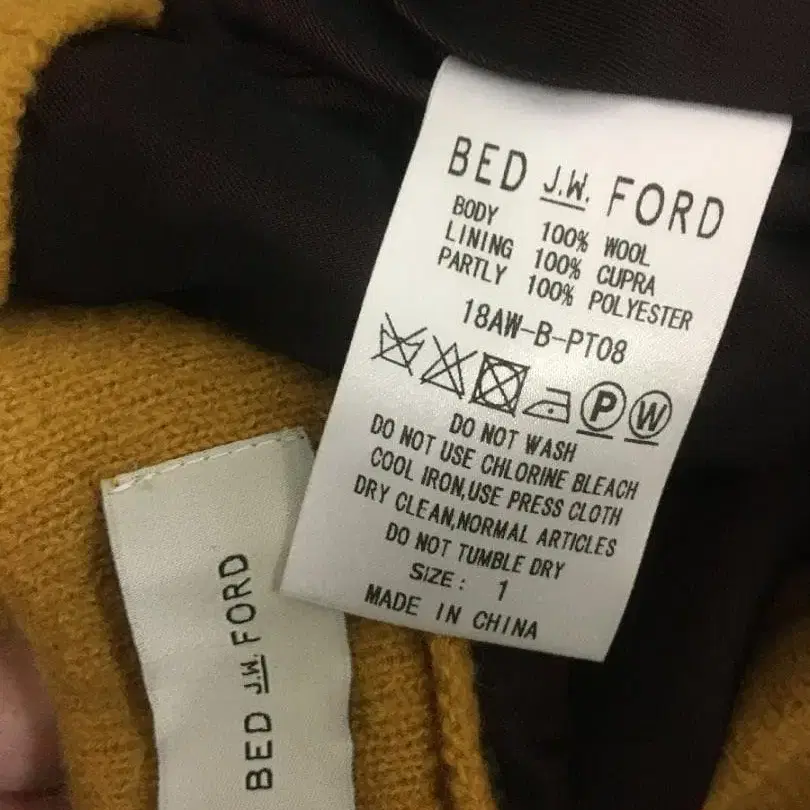 BED J.W. FORD
BODY 100% WOOL
LINING 100% CUPRA
PARTLY 100% POLYESTER
18AW-B-PT08
P W
DO NOT WASH
DO NOT USE CHLORINE BLEACH
COOL IRON,USE PRESS CLOTH
DRY CLEAN,NORMAL ARTICLES
DO NOT TUMBLE DRY
SIZE: 1
MADE IN CHINA
BED J.W. FORD